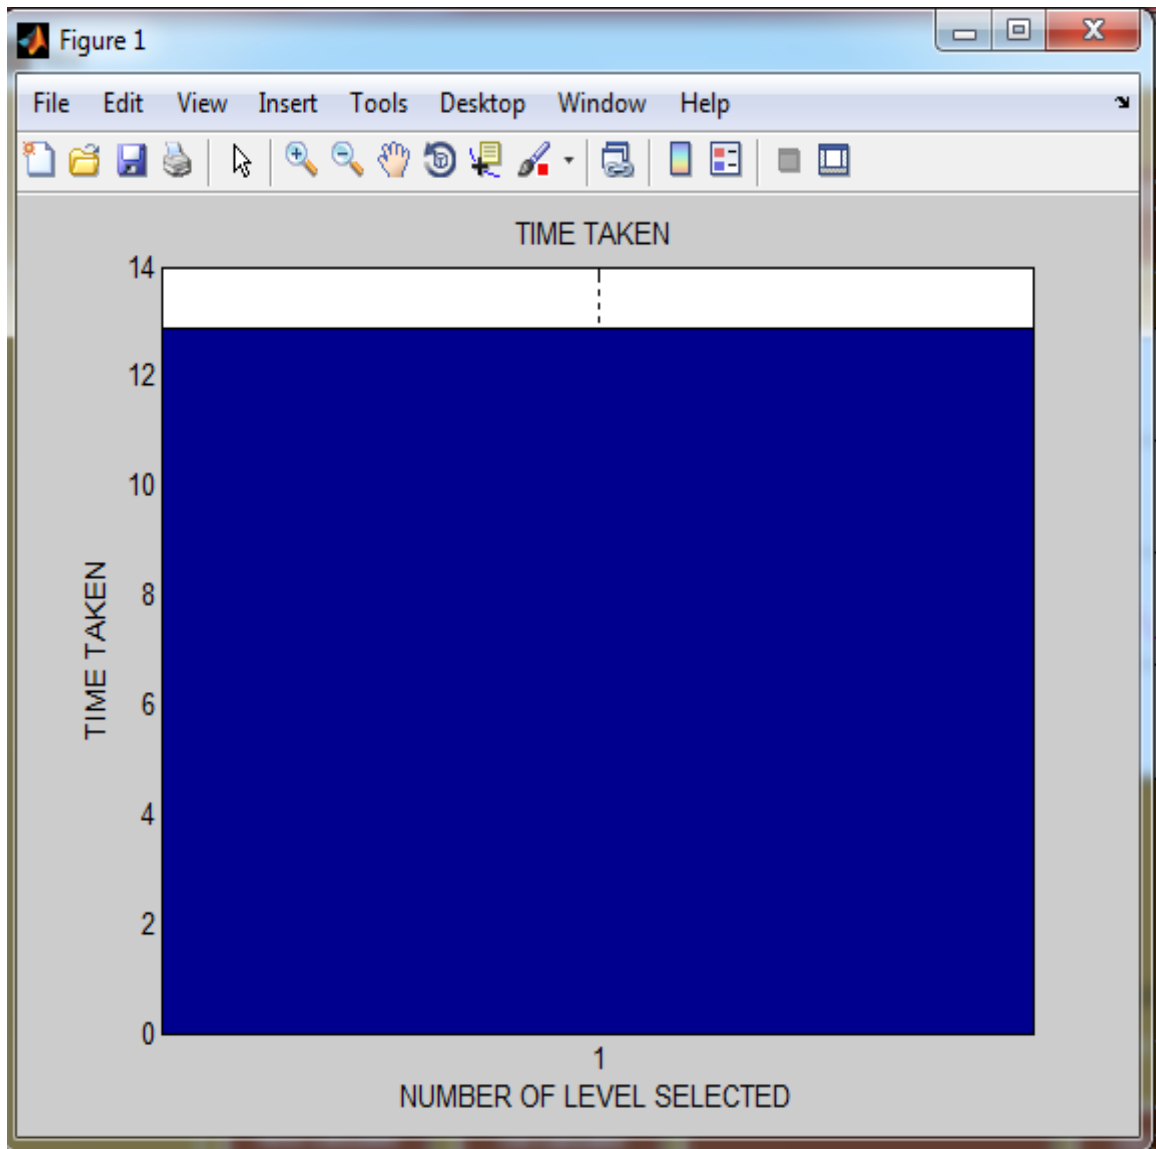 Figure 1
File Edit View Insert Tools Desktop Window Help
TIME TAKEN
14
12
10
8
6
4
2
0
TIME TAKEN
1
NUMBER OF LEVEL SELECTED